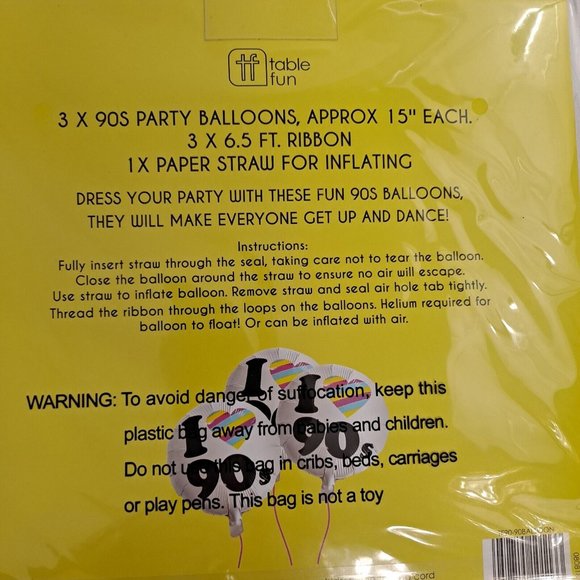 tf table
fun
3 X 90S PARTY BALLOONS, APPROX 15" EACH.
3 X 6.5 FT. RIBBON
1 X PAPER STRAW FOR INFLATING
DRESS YOUR PARTY WITH THESE FUN 90S BALLOONS,
THEY WILL MAKE EVERYONE GET UP AND DANCE!
Instructions:
Fully insert straw through the seal, taking care not to tear the balloon.
Close the balloon around the straw to ensure no air will escape.
Use straw to inflate balloon. Remove straw and seal air hole tab tightly.
Thread the ribbon through the loops on the balloons. Helium required for
balloon to float! Or can be inflated with air.
I
I
I
90s
90s
WARNING: To avoid danger of suffocation, keep this
plastic bag away from babies and children.
Do not use this bag in cribs, beds, carriages
or play pens. This bag is not a toy